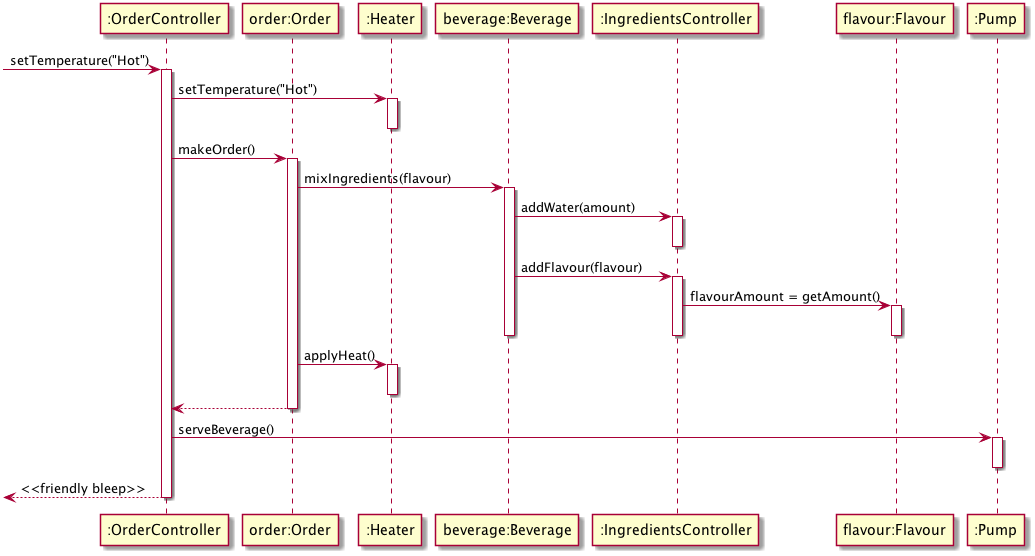 :OrderController
order:Order
:Heater
beverage:Beverage
:IngredientsController
flavour:Flavour
:Pump
setTemperature("Hot")
setTemperature("Hot")
makeOrder()
mixIngredients(flavour)
addWater(amount)
addFlavour(flavour)
flavourAmount = getAmount()
applyHeat()
serveBeverage()
<<friendly bleep>>
:OrderController
order:Order
:Heater
beverage:Beverage
:IngredientsController
flavour:Flavour
:Pump